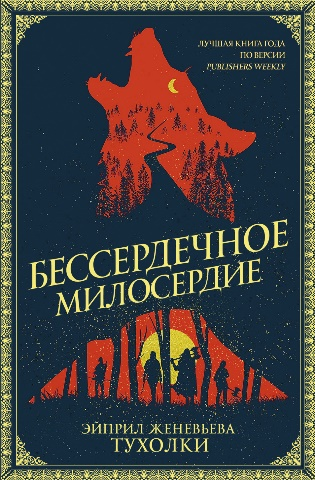 ЛУЧШАЯ КНИГА ГОДА
ПО ВЕРСИИ
PUBLISHERS WEEKLY
БЕССЕРДЕЧНОЕ
МИЛОСЕРДИЕ
ЭЙПРИЛ ЖЕНЕВЬЕВА
ТУХОЛКИ